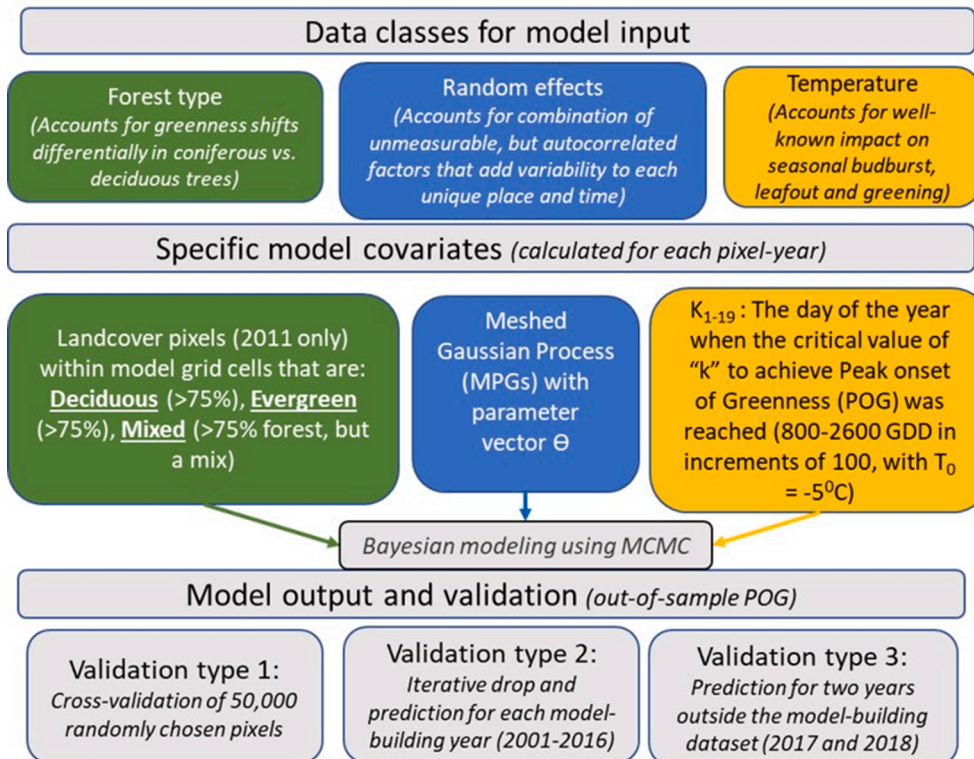 Data classes for model input
Forest type
(Accounts for greenness shifts
differentially in coniferous vs.
deciduous trees)
Random effects
(Accounts for combination of
unmeasurable, but autocorrelated
factors that add variability to each
unique place and time)
Temperature
(Accounts for well-
known impact on
seasonal budburst,
leafout and greening)
Specific model covariates (calculated for each pixel-year)
Landcover pixels (2011 only)
within model grid cells that are:
Deciduous (>75%), Evergreen
(>75%), Mixed (>75% forest, but
a mix)
Meshed
Gaussian Process
(MPGs) with
parameter
vector ϴ
K₁₋₁₉ : The day of the year
when the critical value of
“k” to achieve Peak onset
of Greenness (POG) was
reached (800-2600 GDD in
increments of 100, with T₀
= -5⁰C)
Bayesian modeling using MCMC
Model output and validation (out-of-sample POG)
Validation type 1:
Cross-validation of 50,000
randomly chosen pixels
Validation type 2:
Iterative drop and
prediction for each model-
building year (2001-2016)
Validation type 3:
Prediction for two years
outside the model-building
dataset (2017 and 2018)